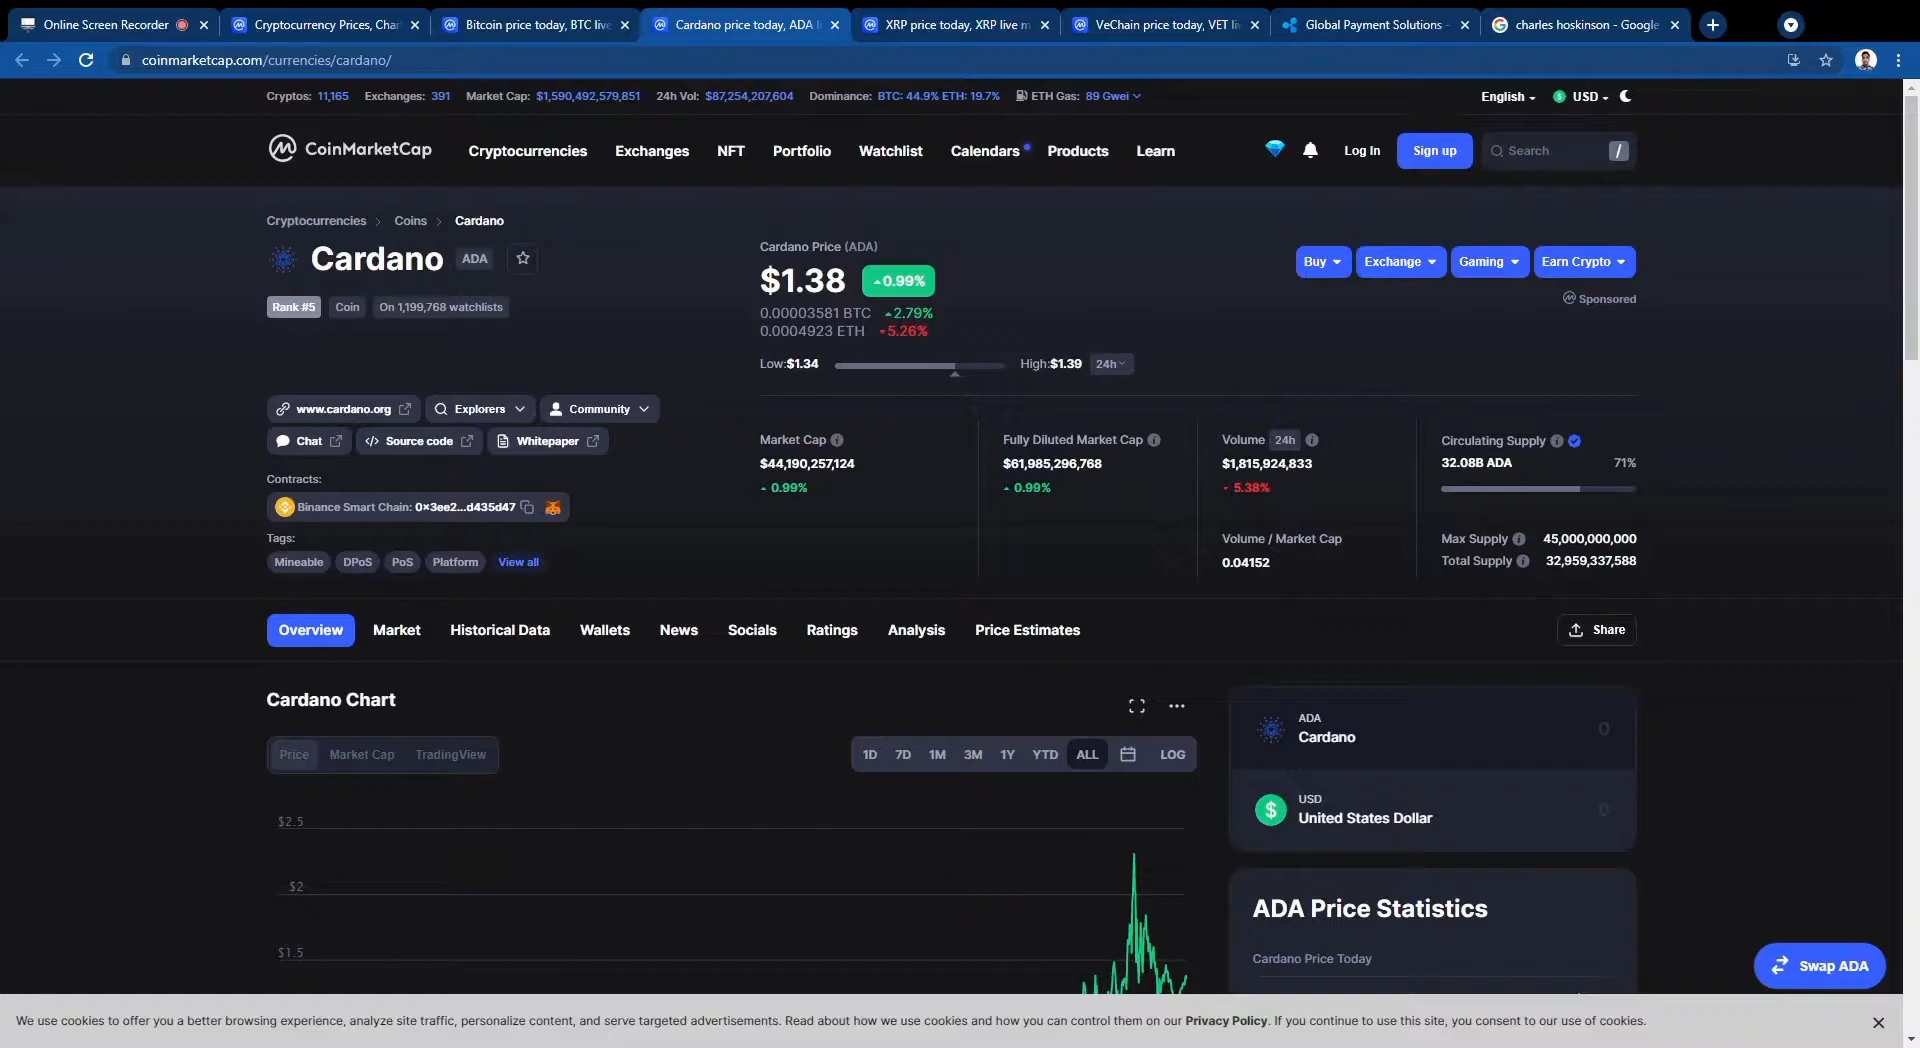 Online Screen Recorder
Cryptocurrency Prices, Char
Bitcoin price today, BTC live
Cardano price today, ADA l
XRP price today, XRP live m
VeChain price today, VET li
Global Payment Solutions -
charles hoskinson - Google
coinmarketcap.com/currencies/cardano/
Cryptos: 11,165 Exchanges: 391 Market Cap: $1,590,492,579,851 24h Vol: $87,254,207,604 Dominance: BTC: 44.9% ETH: 19.7% ETH Gas: 89 Gwei
English USD
CoinMarketCap
Cryptocurrencies Exchanges NFT Portfolio Watchlist Calendars Products Learn
Log In Sign up Search /
Cryptocurrencies Coins Cardano
Cardano ADA
Rank #5 Coin On 1,199,768 watchlists
Cardano Price (ADA)
$1.38 0.99%
0.00003581 BTC 2.79%
0.0004923 ETH 5.26%
Low:$1.34 High:$1.39 24h
Buy Exchange Gaming Earn Crypto
Sponsored
www.cardano.org Explorers Community
Chat Source code Whitepaper
Contracts:
Binance Smart Chain: 0x3ee2...d435d47
Tags:
Mineable DPoS PoS Platform View all
Market Cap
$44,190,257,124
0.99%
Fully Diluted Market Cap
$61,985,296,768
0.99%
Volume 24h
$1,815,924,833
5.38%
Volume / Market Cap
0.04152
Circulating Supply
32.08B ADA 71%
Max Supply 45,000,000,000
Total Supply 32,959,337,588
Overview Market Historical Data Wallets News Socials Ratings Analysis Price Estimates
Share
Cardano Chart
Price Market Cap TradingView
1D 7D 1M 3M 1Y YTD ALL LOG
$2.5
$2
$1.5
ADA
Cardano 0
USD
United States Dollar 0
ADA Price Statistics
Cardano Price Today
Swap ADA
We use cookies to offer you a better browsing experience, analyze site traffic, personalize content, and serve targeted advertisements. Read about how we use cookies and how you can control them on our Privacy Policy. If you continue to use this site, you consent to our use of cookies.